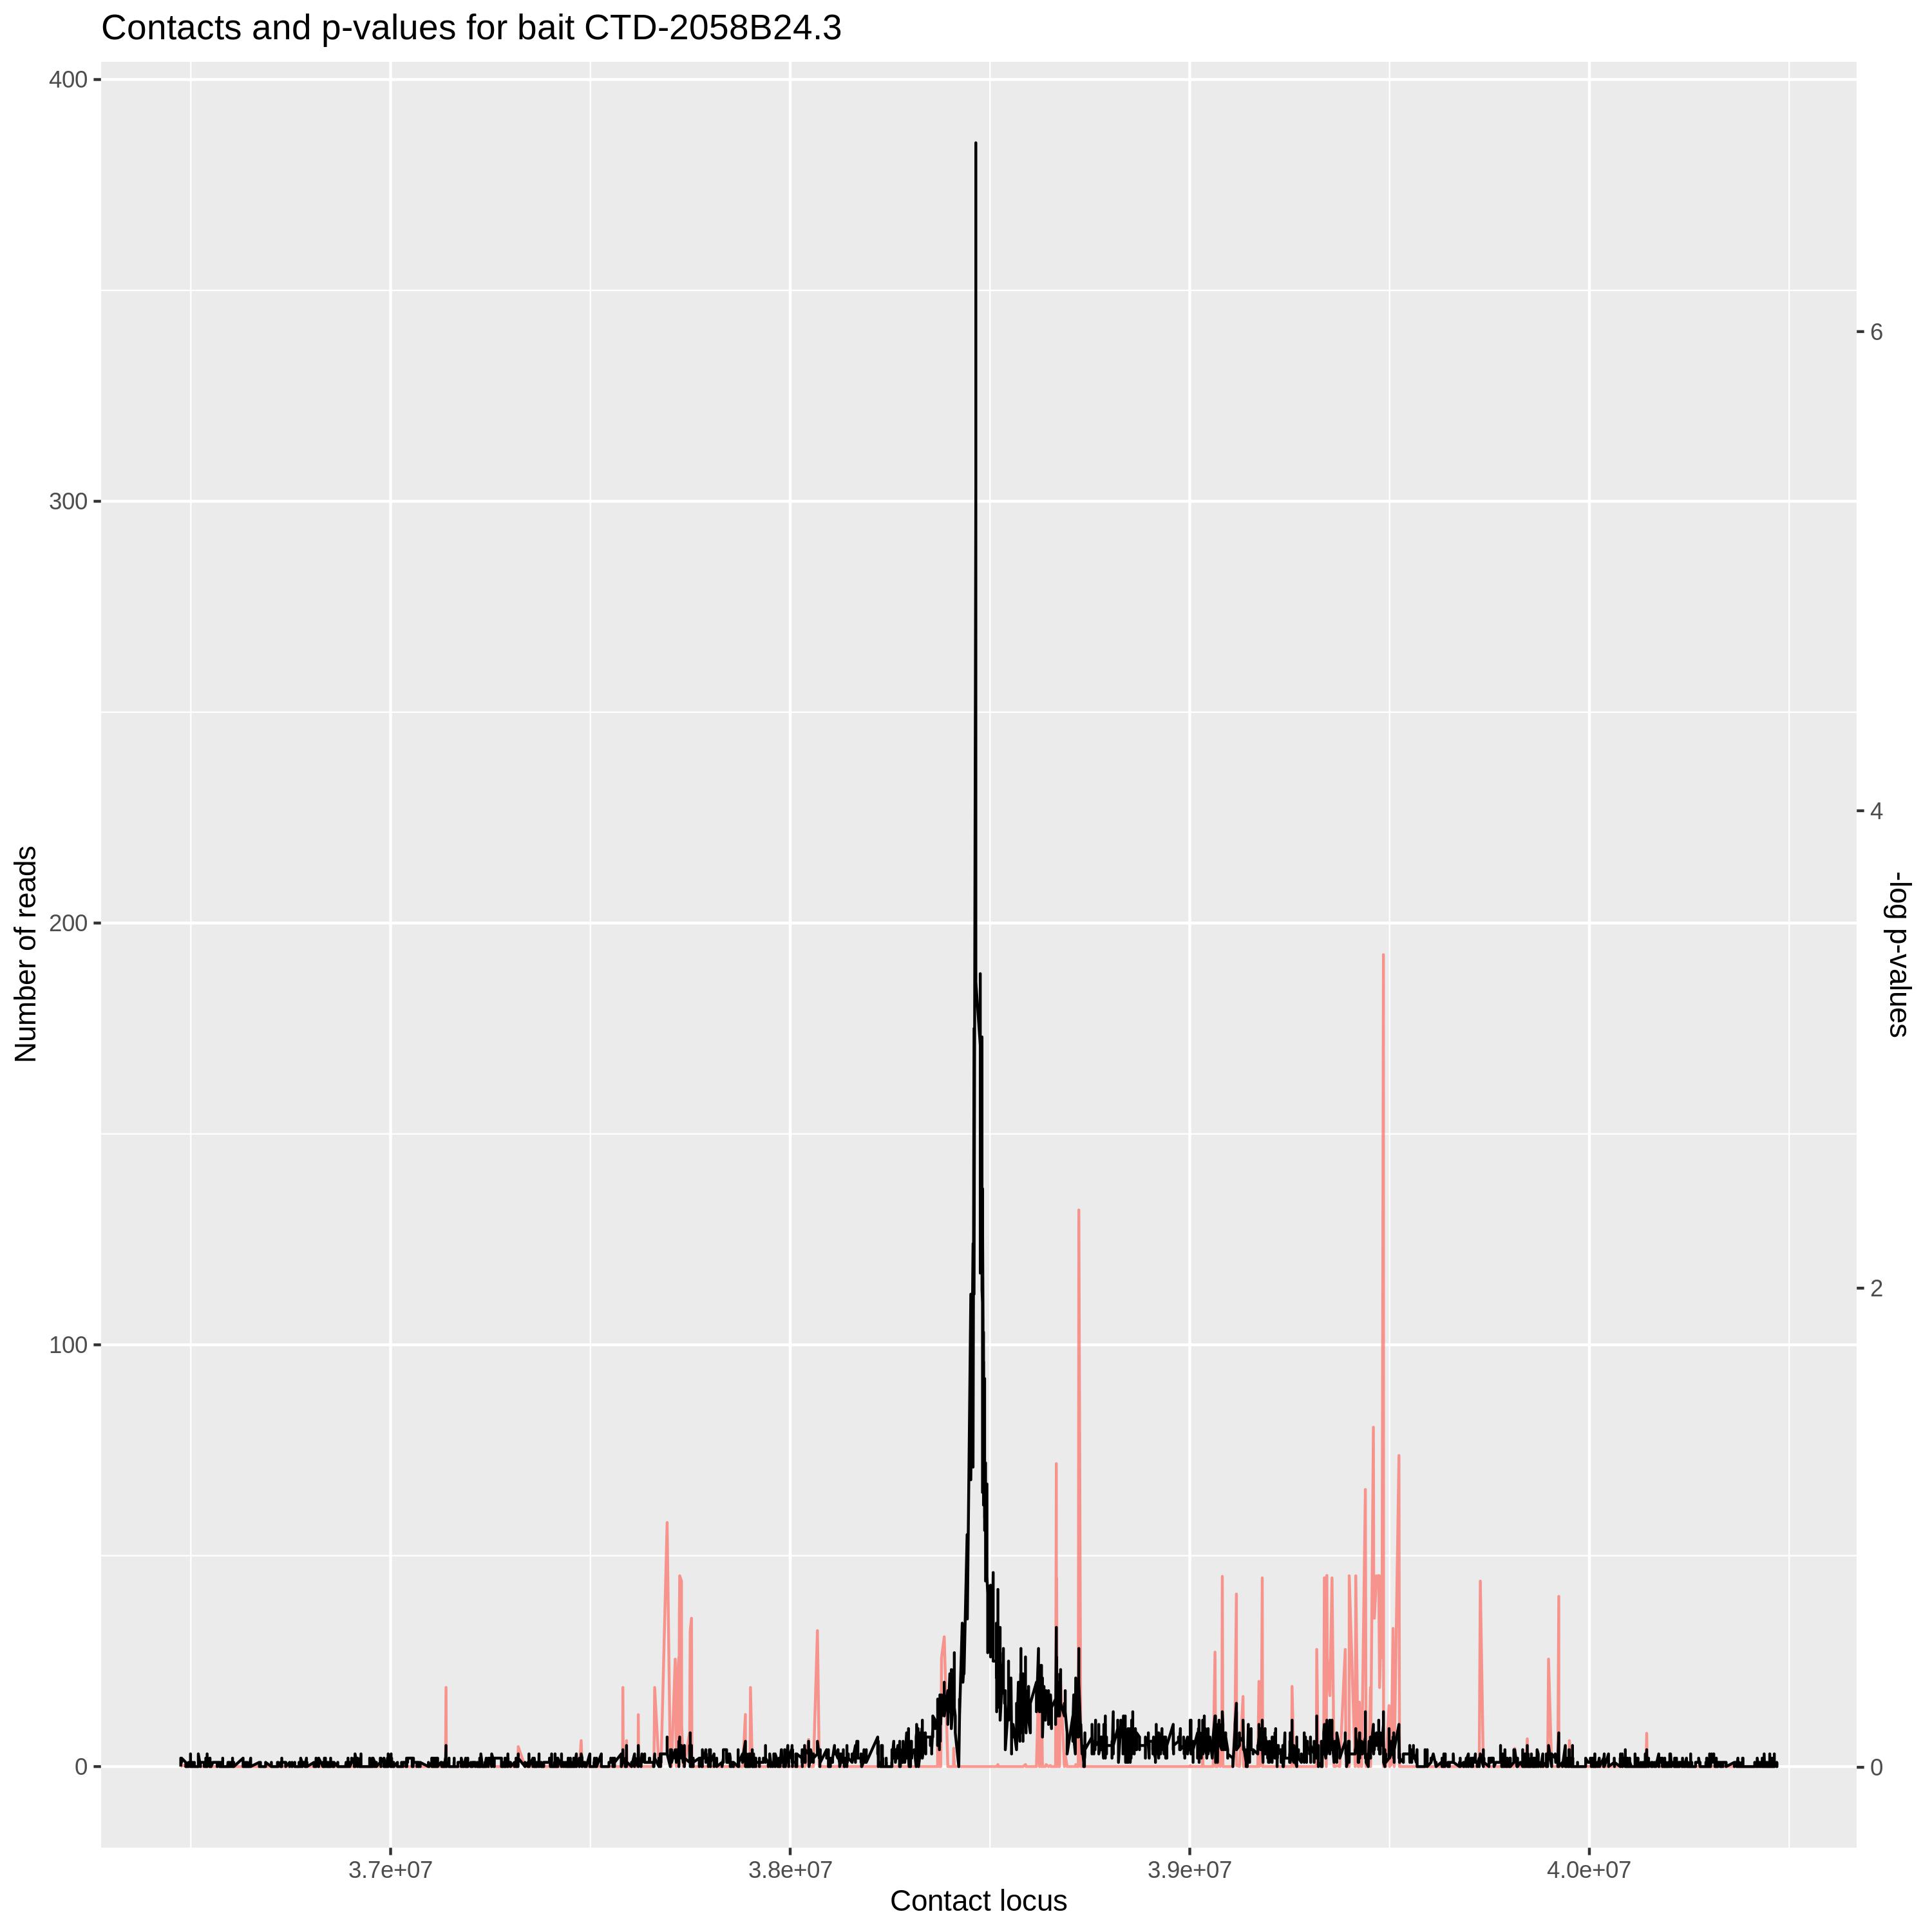 Contacts and p-values for bait CTD-2058B24.3
400
300
200
100
0
Number of reads
6
4
2
0
-log p-values
3.7e+07
3.8e+07
3.9e+07
4.0e+07
Contact locus